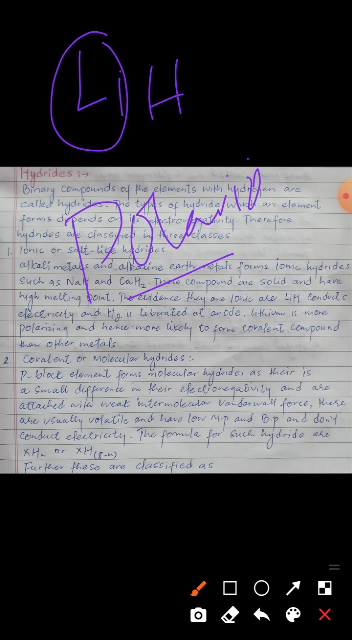 LiH
Hydrides :→
Binary compounds of the elements with hydrogen are
called hydrides. The types of hydride which an element
forms depends on its electronegativity. Therefore
hydrides are classified in three classes
1. Ionic or salt-like hydrides
alkali metals and alkaline earth metals forms ionic hydrides
such as NaH and CaH2. These compound are solid and have
high melting point. The evidence they are ionic are LiH conducts
electricity and H2 is liberated at anode. lithium is more
polarizing and hence more likely to form covalent compound
than other metals.
2 Covalent or Molecular hydrides :-
P-block element forms molecular hydrides as their is
a small difference in their electronegativity and are
attached with weak intermolecular Vanderwall force, these
are usually volatile and have low M.p and B.p and don't
conduct electricity. The formula for such hydride are
XHn or XH(8-n)
Further these are classified as